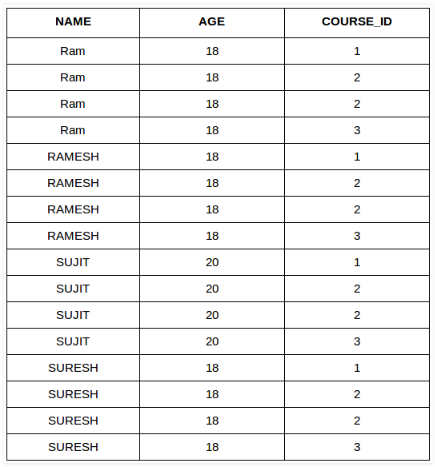 NAME AGE COURSE_ID
Ram 18 1
Ram 18 2
Ram 18 2
Ram 18 3
RAMESH 18 1
RAMESH 18 2
RAMESH 18 2
RAMESH 18 3
SUJIT 20 1
SUJIT 20 2
SUJIT 20 2
SUJIT 20 3
SURESH 18 1
SURESH 18 2
SURESH 18 2
SURESH 18 3